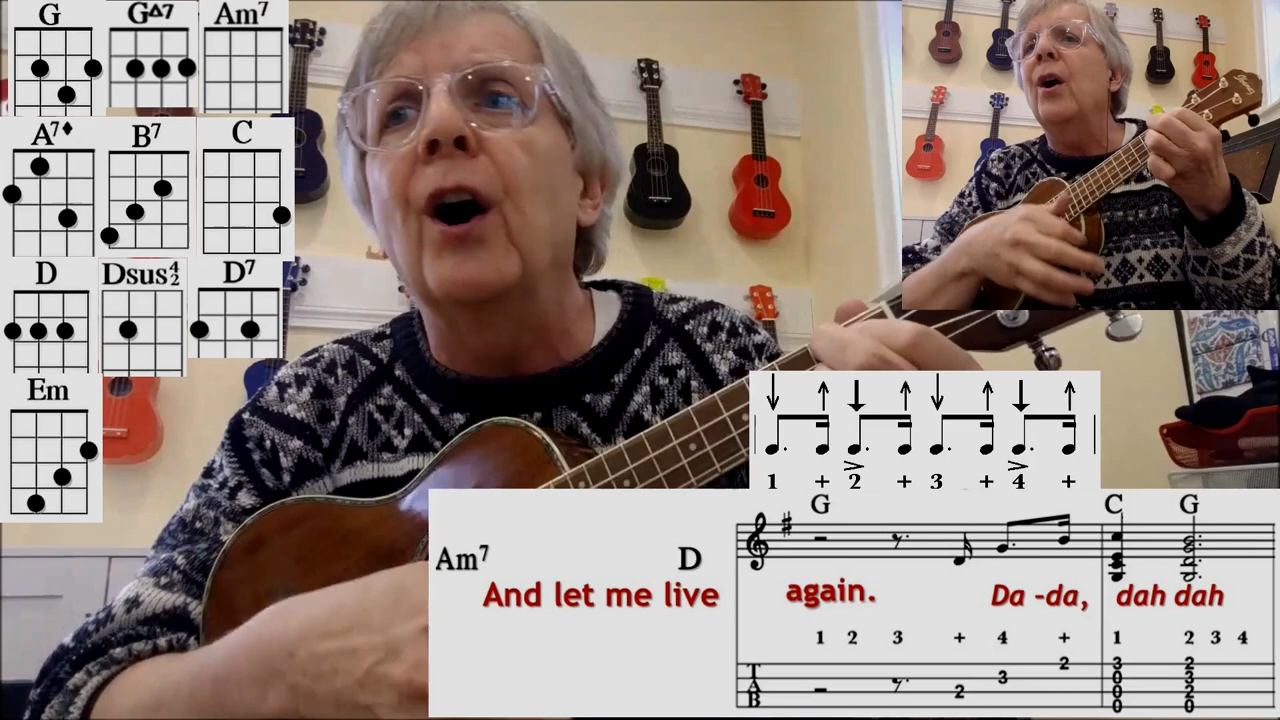 G G△7 Am7
A7♦ B7 C
D Dsus4 2 D7
Em
1 + 2 + 3 + 4 +
G C G
Am7 D
And let me live again. Da -da, dah dah
1 2 3 + 4 + 1 2 3 4
T 2 3 2
3 0 3
A 2 0 2
B 0 0